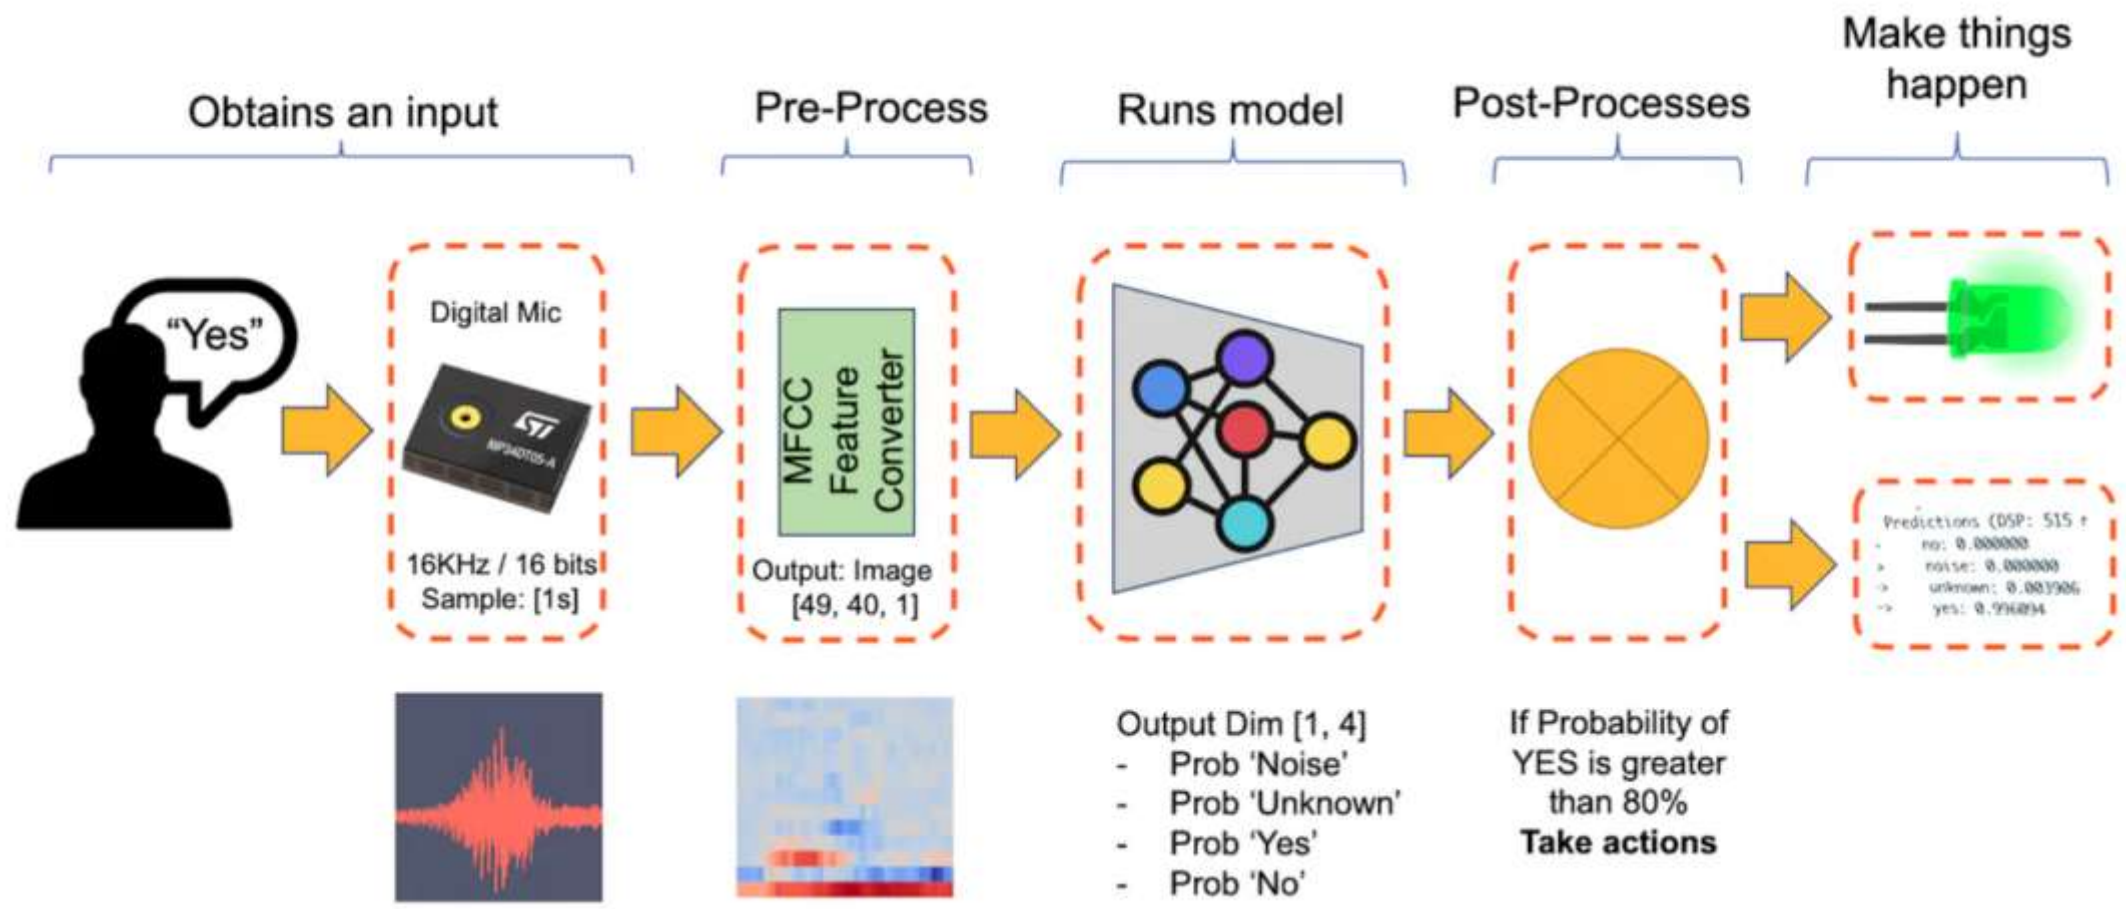 Obtains an input
Pre-Process
Runs model
Post-Processes
Make things
happen
“Yes”
Digital Mic
ST
MP34DT05-A
16KHz / 16 bits
Sample: [1s]
MFCC
Feature
Converter
Output: Image
[49, 40, 1]
Output Dim [1, 4]
- Prob ‘Noise’
- Prob ‘Unknown’
- Prob ‘Yes’
- Prob ‘No’
If Probability of
YES is greater
than 80%
Take actions
Predictions (DSP: 515
no: 0.000000
noise: 0.000000
unknown: 0.003906
yes: 0.996094